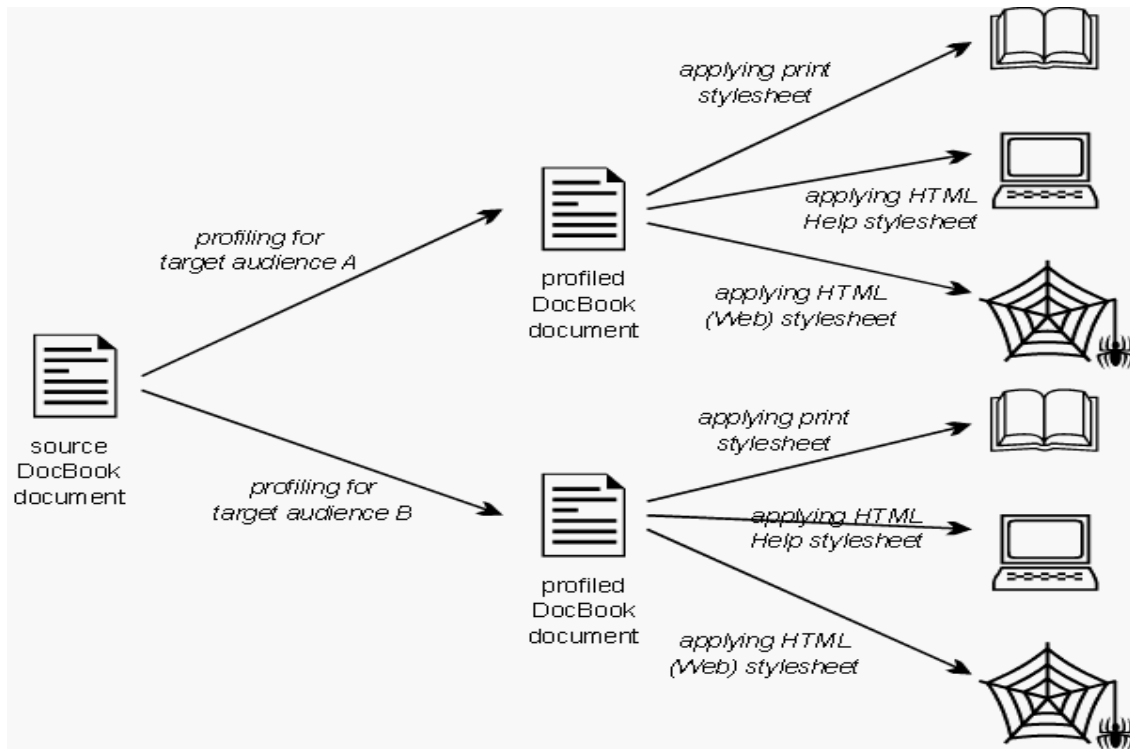 applying print
stylesheet
applying HTML
Help stylesheet
profiling for
target audience A
profiled
DocBook
document
applying HTML
(Web) stylesheet
source
DocBook
document
applying print
stylesheet
profiling for
target audience B
applying HTML
Help stylesheet
profiled
DocBook
document
applying HTML
(Web) stylesheet